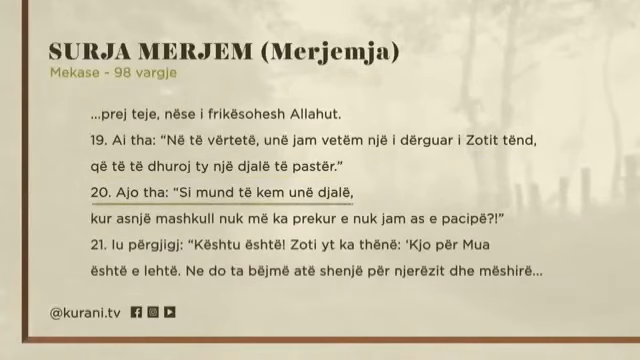 SURJA MERJEM (Merjemja)
Mekase - 98 vargje
...prej teje, nëse i frikësohesh Allahut.
19. Ai tha: “Në të vërtetë, unë jam vetëm një i dërguar i Zotit tënd,
që të të dhuroj ty një djalë të pastër.”
20. Ajo tha: “Si mund të kem unë djalë,
kur asnjë mashkull nuk më ka prekur e nuk jam as e pacipë?!”
21. Iu përgjigj: “Kështu është! Zoti yt ka thënë: ‘Kjo për Mua
është e lehtë. Ne do ta bëjmë atë shenjë për njerëzit dhe mëshirë...
@kurani.tv